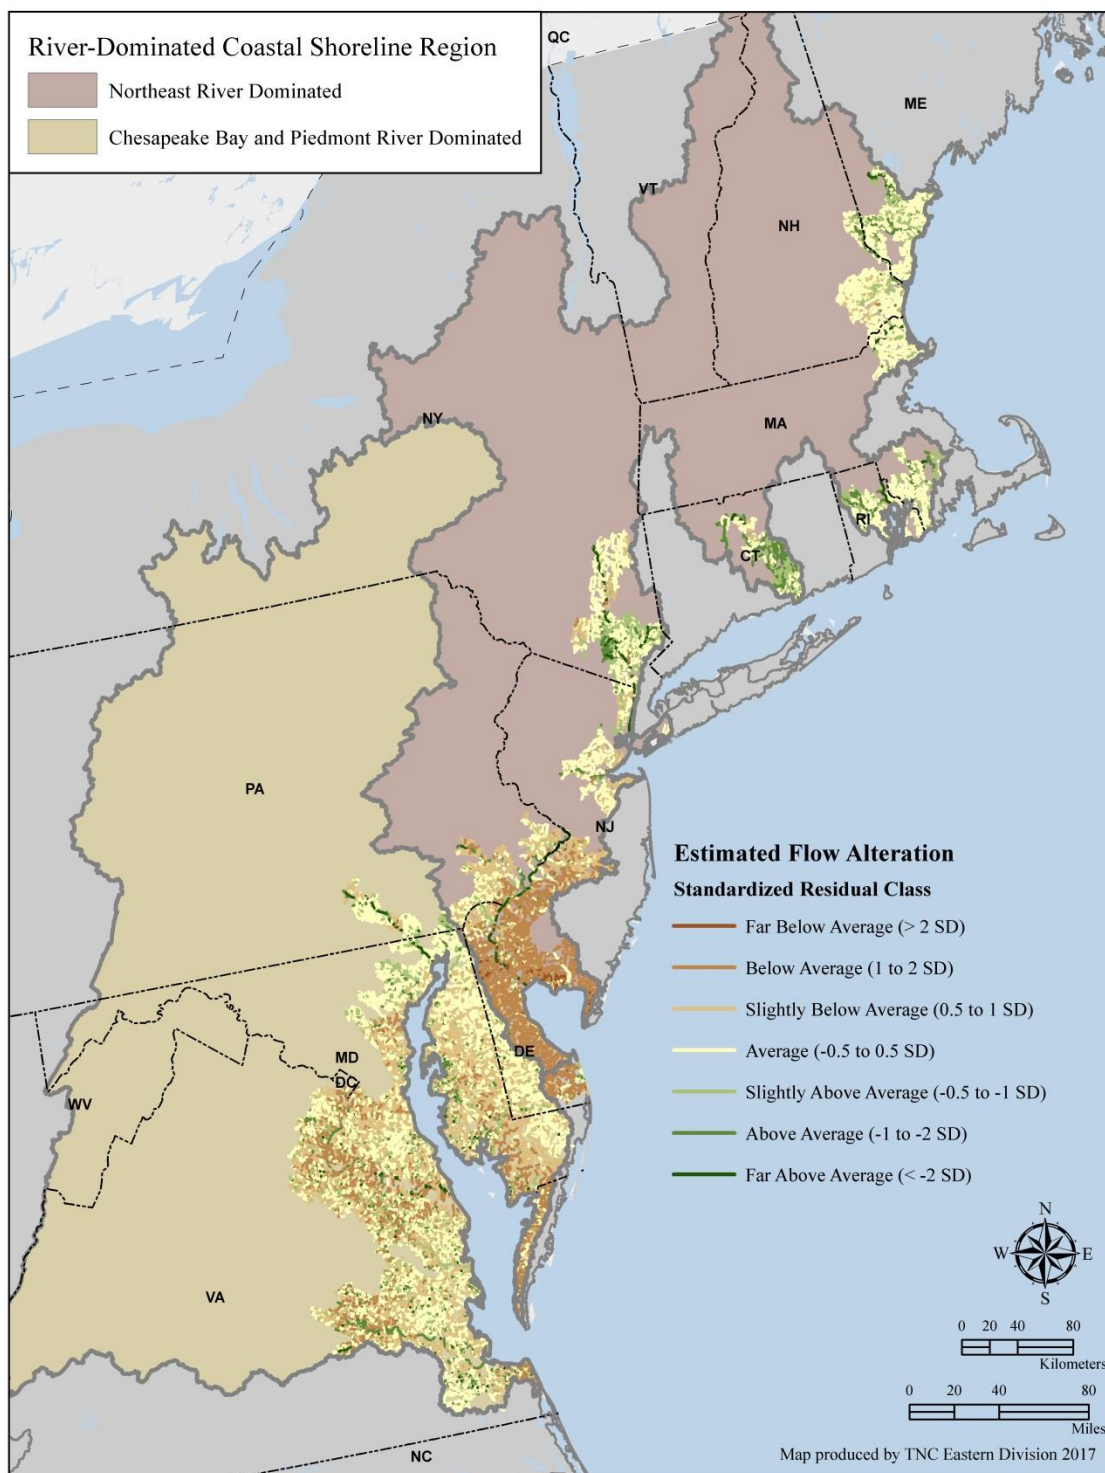 River-Dominated Coastal Shoreline Region
Northeast River Dominated
Chesapeake Bay and Piedmont River Dominated
QC
ME
VT
NH
NY
MA
RI
CT
PA
NJ
Estimated Flow Alteration
Standardized Residual Class
Far Below Average (> 2 SD)
Below Average (1 to 2 SD)
Slightly Below Average (0.5 to 1 SD)
Average (-0.5 to 0.5 SD)
Slightly Above Average (-0.5 to -1 SD)
Above Average (-1 to -2 SD)
Far Above Average (< -2 SD)
DE
MD
DC
WV
VA
NC
N
W E
S
0 20 40 80
Kilometers
0 20 40 80
Miles
Map produced by TNC Eastern Division 2017